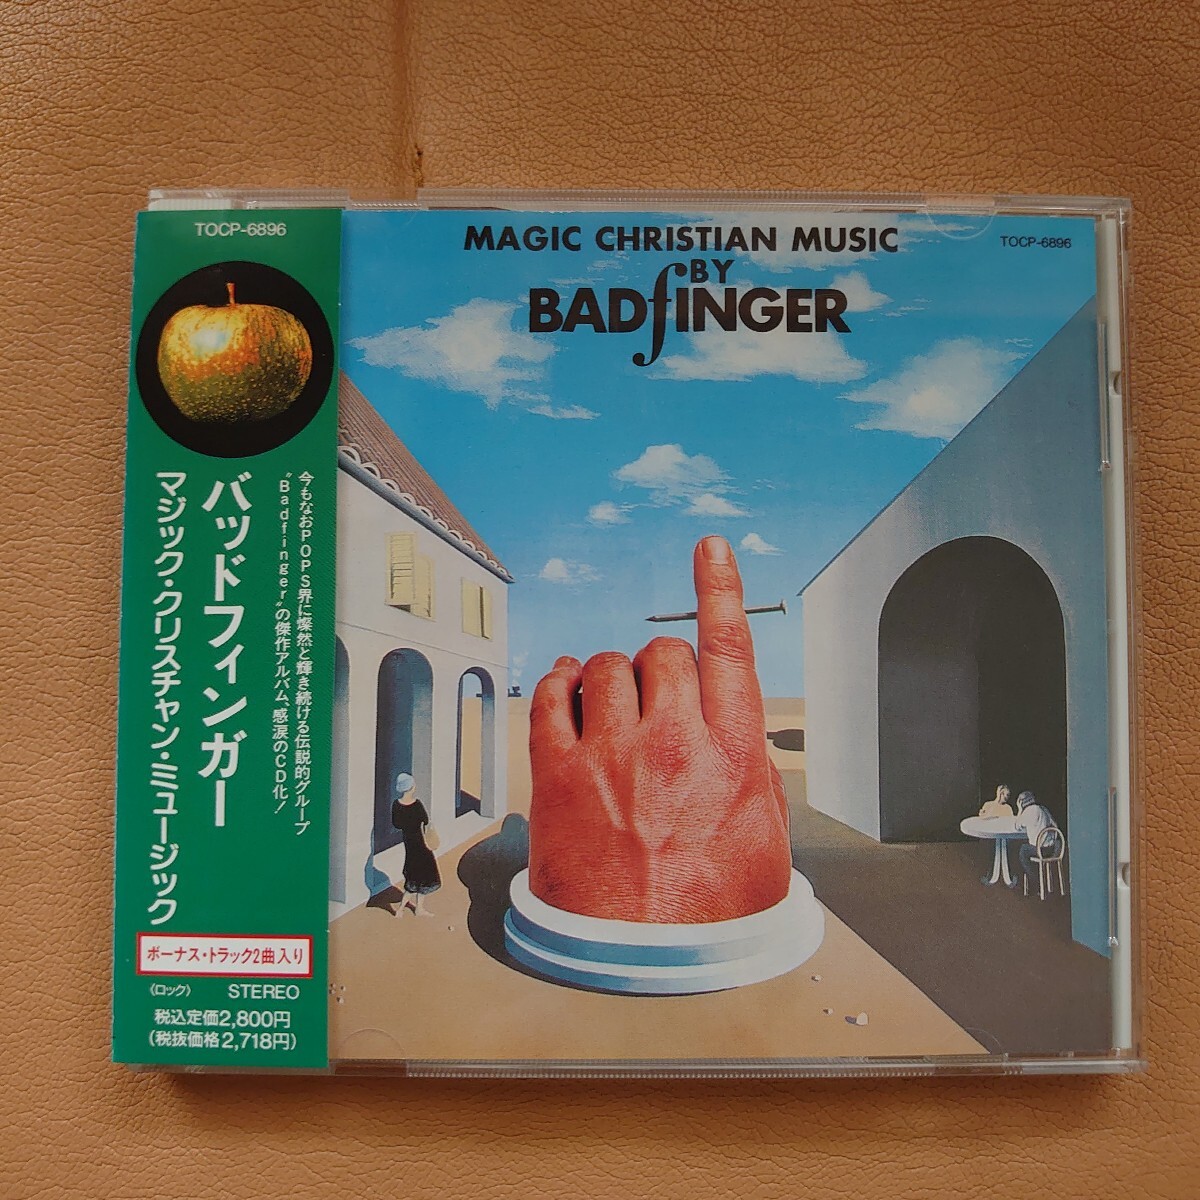 TOCP-6896
今もなおPOPS界に燦然と輝き続ける伝説的グループ
"Badfinger"の傑作アルバム、感涙のCD化!
バッドフィンガー
マジック・クリスチャン・ミュージック
ボーナス・トラック2曲入り
《ロック》 STEREO
税込定価2,800円
(税抜価格2,718円)
MAGIC CHRISTIAN MUSIC
BY
BADfINGER
TOCP-6896